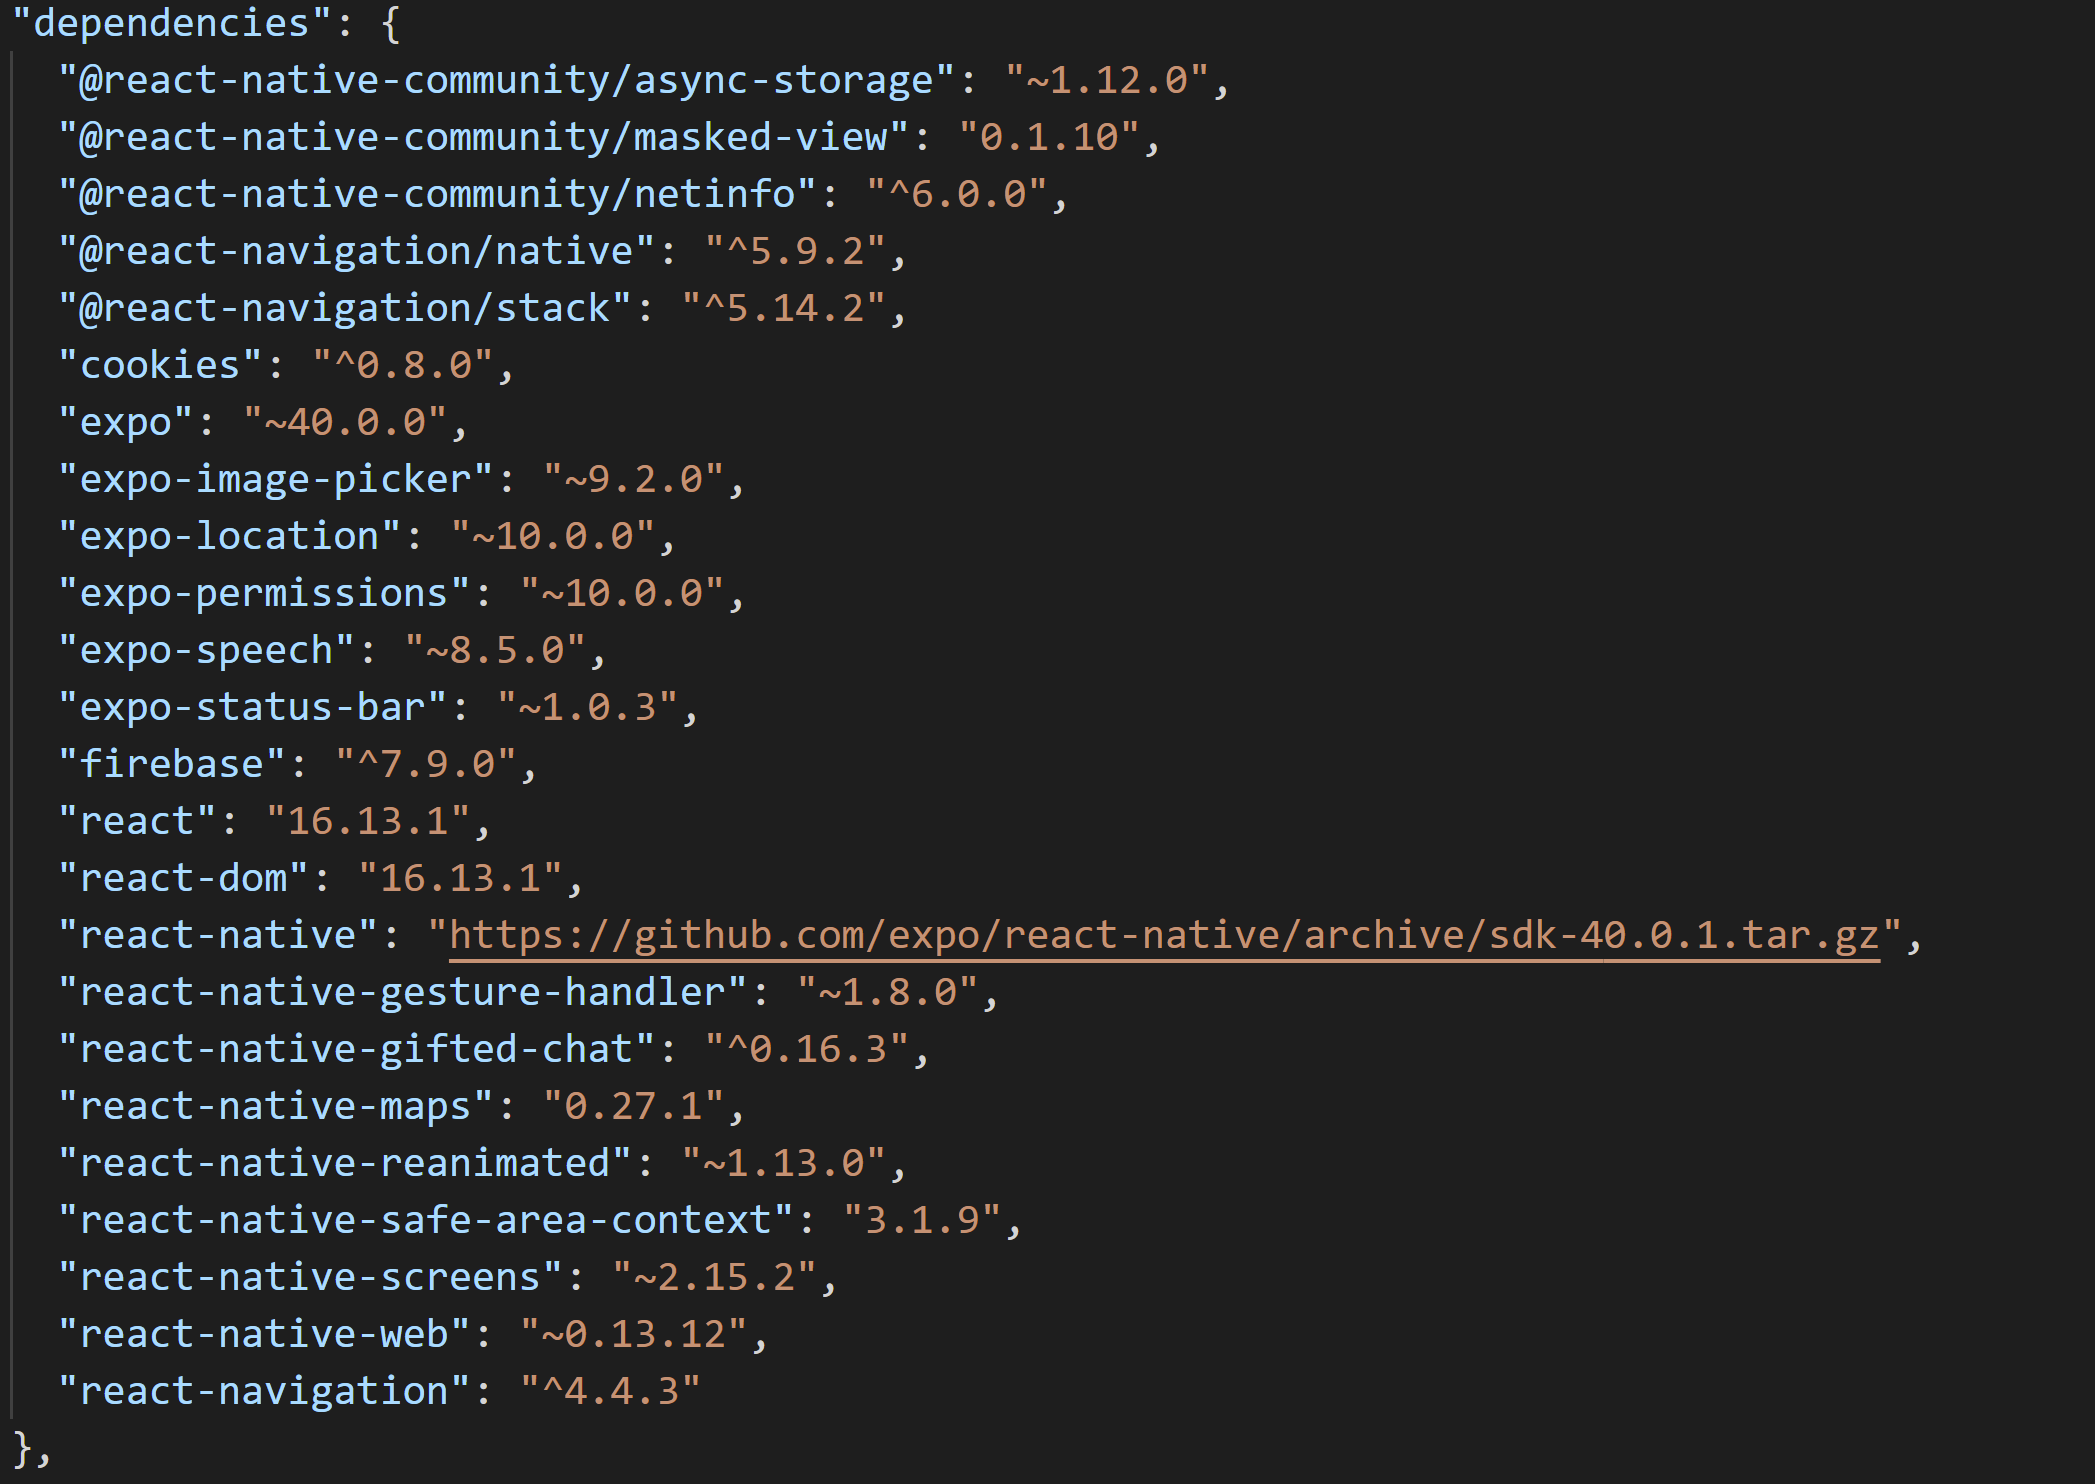 "dependencies": {
"@react-native-community/async-storage": "~1.12.0",
"@react-native-community/masked-view": "0.1.10",
"@react-native-community/netinfo": "^6.0.0",
"@react-navigation/native": "^5.9.2",
"@react-navigation/stack": "^5.14.2",
"cookies": "^0.8.0",
"expo": "~40.0.0",
"expo-image-picker": "~9.2.0",
"expo-location": "~10.0.0",
"expo-permissions": "~10.0.0",
"expo-speech": "~8.5.0",
"expo-status-bar": "~1.0.3",
"firebase": "^7.9.0",
"react": "16.13.1",
"react-dom": "16.13.1",
"react-native": "https://github.com/expo/react-native/archive/sdk-40.0.1.tar.gz",
"react-native-gesture-handler": "~1.8.0",
"react-native-gifted-chat": "^0.16.3",
"react-native-maps": "0.27.1",
"react-native-reanimated": "~1.13.0",
"react-native-safe-area-context": "3.1.9",
"react-native-screens": "~2.15.2",
"react-native-web": "~0.13.12",
"react-navigation": "^4.4.3"
},